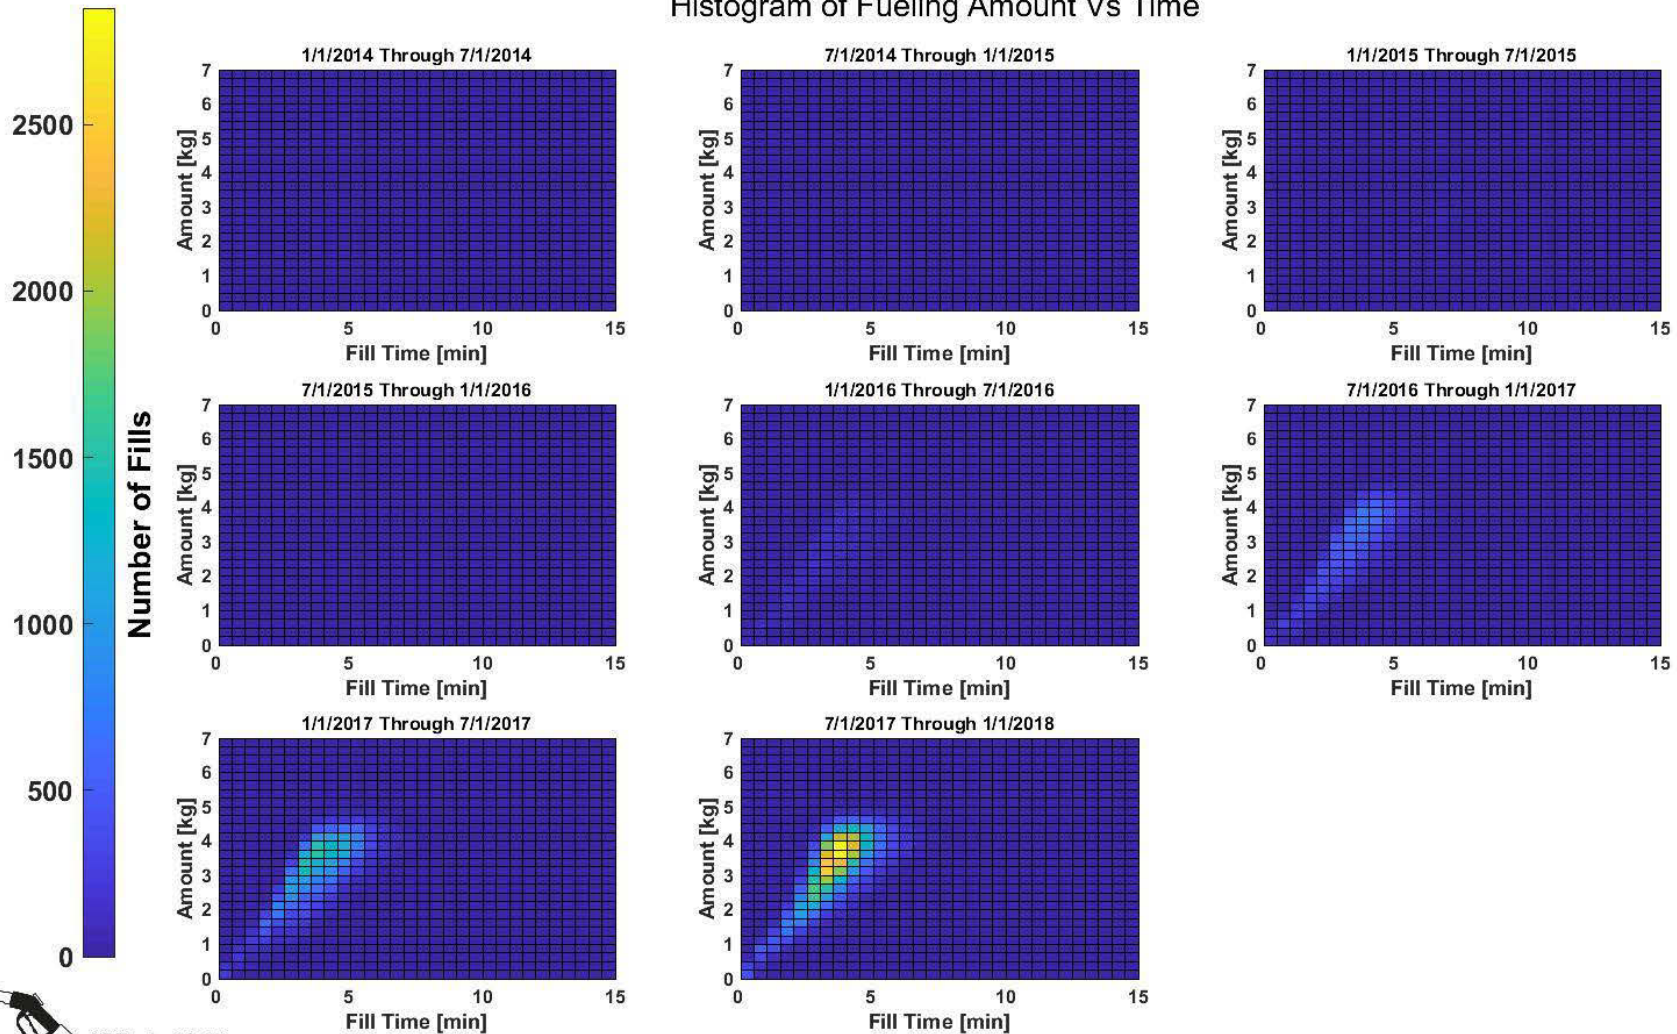 Histogram of Fueling Amount Vs Time
2500
2000
1500
1000
500
0
Number of Fills
1/1/2014 Through 7/1/2014
7
6
5
4
3
2
1
0
Amount [kg]
0 5 10 15
Fill Time [min]
7/1/2014 Through 1/1/2015
7
6
5
4
3
2
1
0
Amount [kg]
0 5 10 15
Fill Time [min]
1/1/2015 Through 7/1/2015
7
6
5
4
3
2
1
0
Amount [kg]
0 5 10 15
Fill Time [min]
7/1/2015 Through 1/1/2016
7
6
5
4
3
2
1
0
Amount [kg]
0 5 10 15
Fill Time [min]
1/1/2016 Through 7/1/2016
7
6
5
4
3
2
1
0
Amount [kg]
0 5 10 15
Fill Time [min]
7/1/2016 Through 1/1/2017
7
6
5
4
3
2
1
0
Amount [kg]
0 5 10 15
Fill Time [min]
1/1/2017 Through 7/1/2017
7
6
5
4
3
2
1
0
Amount [kg]
0 5 10 15
Fill Time [min]
7/1/2017 Through 1/1/2018
7
6
5
4
3
2
1
0
Amount [kg]
0 5 10 15
Fill Time [min]